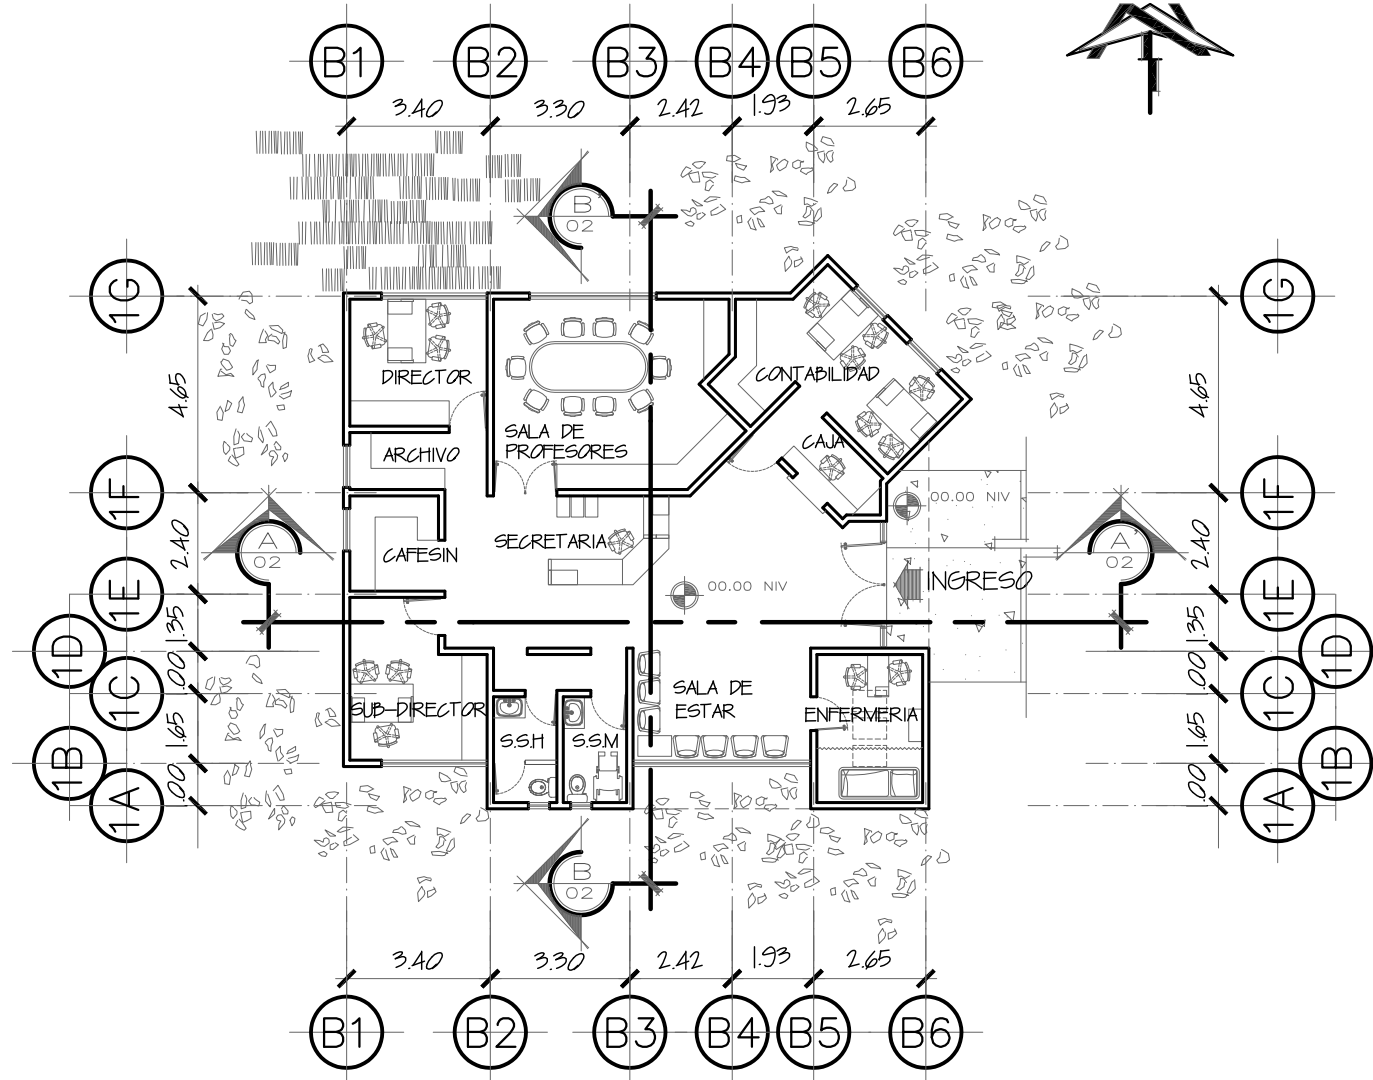 B1 B2 B3 B4 B5 B6
3.40 3.30 2.42 1.93 2.65
B
02
1G 1G
4.65 4.65
DIRECTOR
CONTABILIDAD
SALA DE
PROFESORES
CAJA
ARCHIVO
1F 1F
00.00 NIV
A
02
A'
02
2.40 2.40
SECRETARIA
CAFESIN
INGRESO
00.00 NIV
1E 1E
1.35 1.35
1D 1D
1.00 1.00
1C 1C
SALA DE
ESTAR
SUB-DIRECTOR
ENFERMERIA
1.65 1.65
S.S.H S.S.M
1B 1B
1.00 1.00
1A 1A
B
02
3.40 3.30 2.42 1.93 2.65
B1 B2 B3 B4 B5 B6